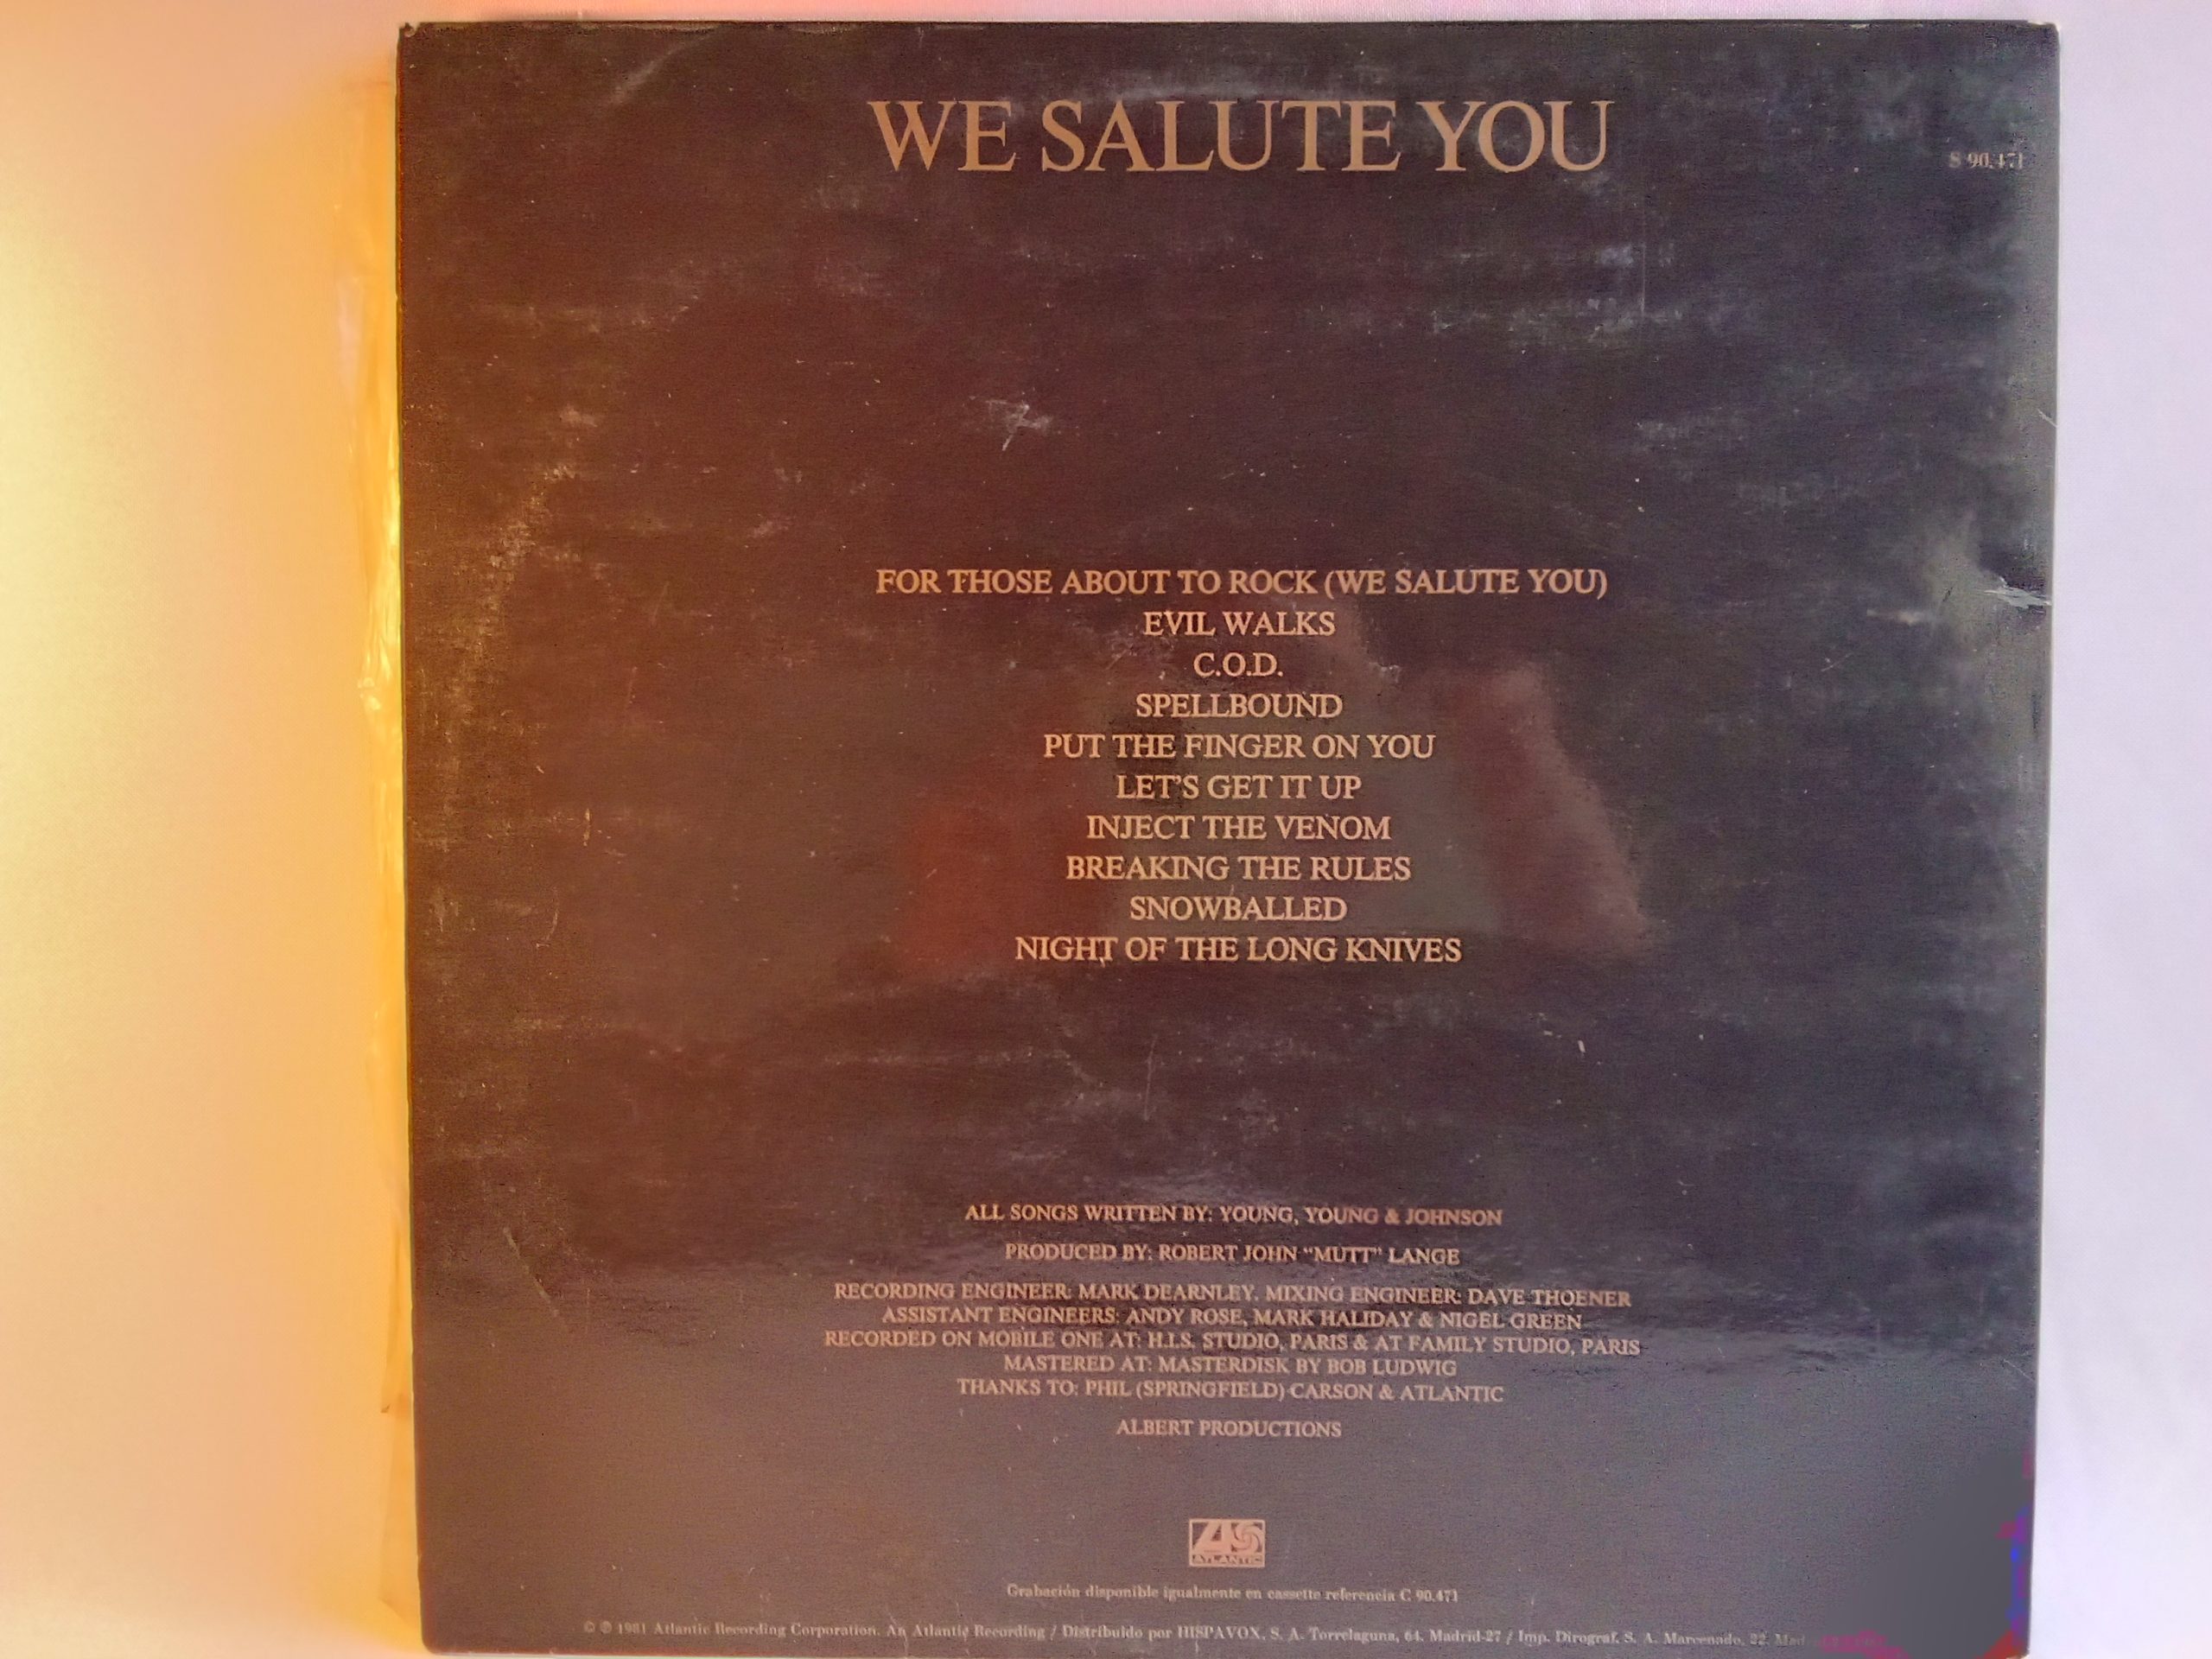 WE SALUTE YOU
S 90.471
FOR THOSE ABOUT TO ROCK (WE SALUTE YOU)
EVIL WALKS
C.O.D.
SPELLBOUND
PUT THE FINGER ON YOU
LET'S GET IT UP
INJECT THE VENOM
BREAKING THE RULES
SNOWBALLED
NIGHT OF THE LONG KNIVES
ALL SONGS WRITTEN BY: YOUNG, YOUNG & JOHNSON
PRODUCED BY: ROBERT JOHN "MUTT" LANGE
RECORDING ENGINEER: MARK DEARNLEY. MIXING ENGINEER: DAVE THOENER
ASSISTANT ENGINEERS: ANDY ROSE, MARK HALIDAY & NIGEL GREEN
RECORDED ON MOBILE ONE AT: H.I.S. STUDIO, PARIS & AT FAMILY STUDIO, PARIS
MASTERED AT: MASTERDISK BY BOB LUDWIG
THANKS TO: PHIL (SPRINGFIELD) CARSON & ATLANTIC
ALBERT PRODUCTIONS
ATLANTIC
Grabación disponible igualmente en cassette referencia C 90.471
© ℗ 1981 Atlantic Recording Corporation. An Atlantic Recording / Distribuido por HISPAVOX, S. A. Torrelaguna, 64. Madrid-27 / Imp. Dirograf, S. A. Marcenado, 22. Mad